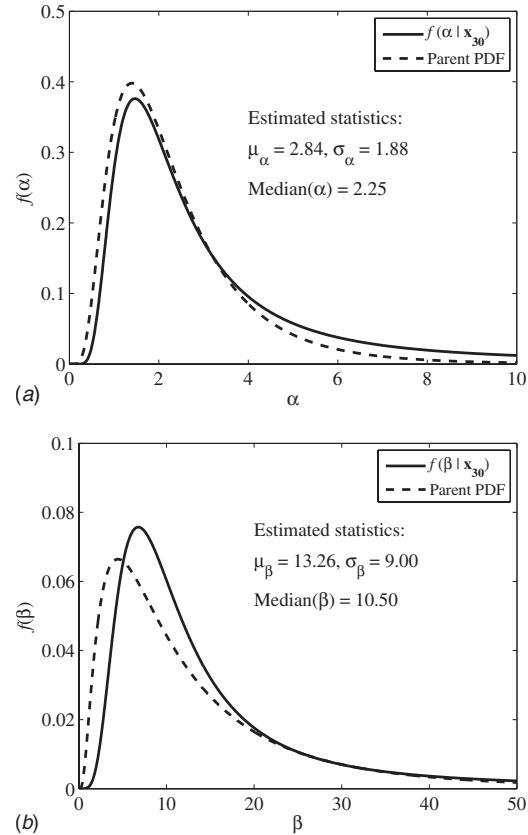 f(α | x₃₀)
Parent PDF
Estimated statistics:
μα = 2.84, σα = 1.88
Median(α) = 2.25
f(α)
0.5
0.4
0.3
0.2
0.1
0
0 2 4 6 8 10
α
(a)
f(β | x₃₀)
Parent PDF
Estimated statistics:
μβ = 13.26, σβ = 9.00
Median(β) = 10.50
f(β)
0.1
0.08
0.06
0.04
0.02
0
0 10 20 30 40 50
β
(b)